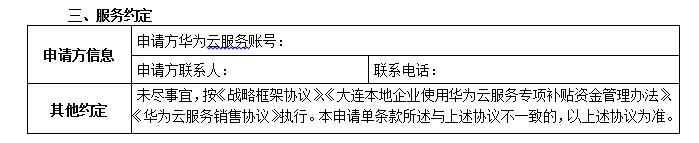 三、服务约定
申请方信息
申请方华为云服务账号：
申请方联系人：
联系电话：
其他约定
未尽事宜，按《战略框架协议》、《大连本地企业使用华为云服务专项补贴资金管理办法》、
《华为云服务销售协议》执行。本申请单条款所述与上述协议不一致的，以上述协议为准。